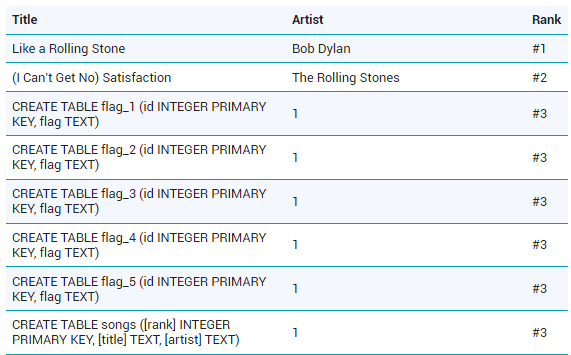 Title Artist Rank
Like a Rolling Stone Bob Dylan #1
(I Can't Get No) Satisfaction The Rolling Stones #2
CREATE TABLE flag_1 (id INTEGER PRIMARY
KEY, flag TEXT) 1 #3
CREATE TABLE flag_2 (id INTEGER PRIMARY
KEY, flag TEXT) 1 #3
CREATE TABLE flag_3 (id INTEGER PRIMARY
KEY, flag TEXT) 1 #3
CREATE TABLE flag_4 (id INTEGER PRIMARY
KEY, flag TEXT) 1 #3
CREATE TABLE flag_5 (id INTEGER PRIMARY
KEY, flag TEXT) 1 #3
CREATE TABLE songs ([rank] INTEGER
PRIMARY KEY, [title] TEXT, [artist] TEXT) 1 #3